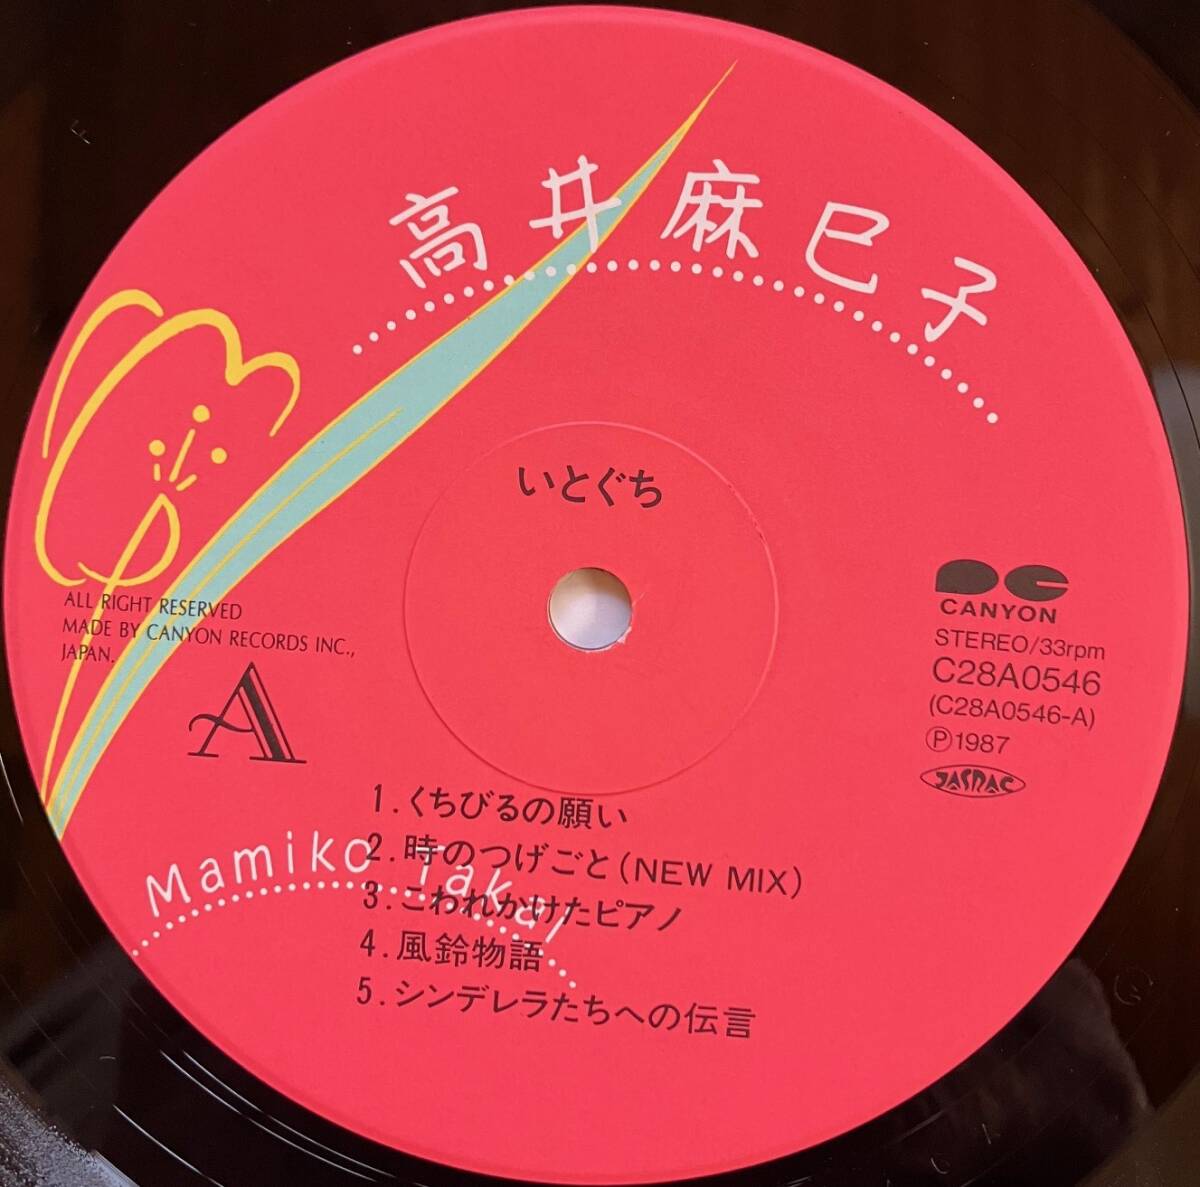 高井麻巳子
いとぐち
CANYON
STEREO/33rpm
C28A0546
(C28A0546-A)
Ⓟ1987
JASRAC
ALL RIGHT RESERVED
MADE BY CANYON RECORDS INC.,
JAPAN.
A
1.くちびるの願い
2.時のつげごと(NEW MIX)
3.こわれかけたピアノ
4.風鈴物語
5.シンデレラたちへの伝言
Mamiko Takai